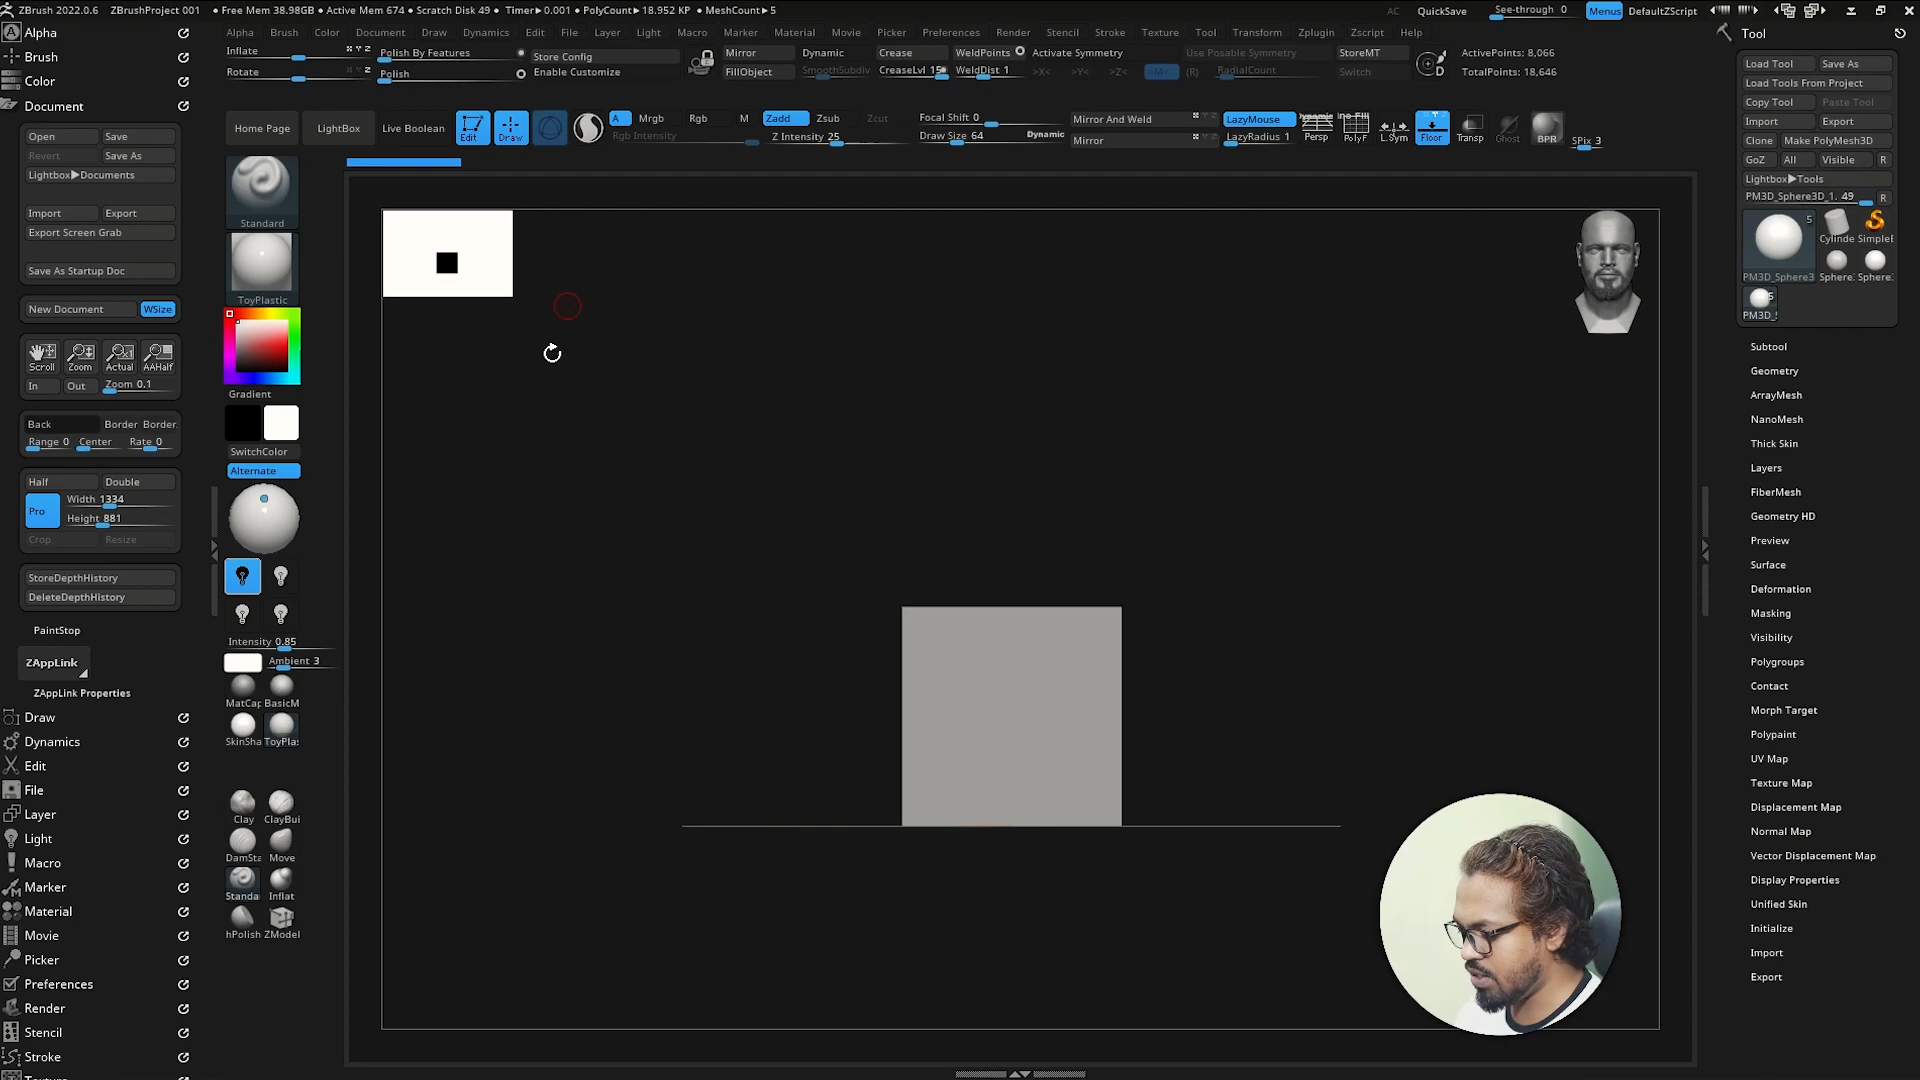 ZBrush 2022.0.6 ZBrushProject 001 • Free Mem 38.98GB • Active Mem 674 • Scratch Disk 49 • Timer▶0.001 • PolyCount▶18.952 KP • MeshCount▶5
AC QuickSave See-through 0 Menus DefaultZScript
Alpha Brush Color Document Draw Dynamics Edit File Layer Light Macro Marker Material Movie Picker Preferences Render Stencil Stroke Texture Tool Transform Zplugin Zscript Help
Inflate Polish By Features Store Config Mirror Dynamic Crease WeldPoints Activate Symmetry Use Posable Symmetry StoreMT ActivePoints: 8,066
Rotate Polish Enable Customize FillObject SmoothSubdiv CreaseLvl 15 WeldDist 1 >X< >Y< >Z< >M< (R) RadialCount Switch TotalPoints: 18,646
Home Page LightBox Live Boolean Edit Draw A Mrgb Rgb M Zadd Zsub Zcut Focal Shift 0 Mirror And Weld LazyMouse
Rgb Intensity Z Intensity 25 Draw Size 64 Dynamic Mirror LazyRadius 1 Persp PolyF L.Sym Floor Transp Ghost BPR SPix 3
Alpha
Brush
Color
Document
Open Save
Revert Save As
Lightbox▶Documents
Import Export
Export Screen Grab
Save As Startup Doc
New Document WSize
Scroll Zoom Actual AAHalf
In Out Zoom 0.1
Back Border Border
Range 0 Center Rate 0
Half Double
Pro Width 1334
Height 881
Crop Resize
StoreDepthHistory
DeleteDepthHistory
PaintStop
ZAppLink
ZAppLink Properties
Draw
Dynamics
Edit
File
Layer
Light
Macro
Marker
Material
Movie
Picker
Preferences
Render
Stencil
Stroke
Standard
ToyPlastic
Gradient
SwitchColor
Alternate
Intensity 0.85
Ambient 3
MatCap BasicM
SkinSha ToyPlas
Clay ClayBui
DamSta Move
Standa Inflat
hPolish ZModel
Tool
Load Tool Save As
Load Tools From Project
Copy Tool Paste Tool
Import Export
Clone Make PolyMesh3D
GoZ All Visible R
Lightbox▶Tools
PM3D_Sphere3D_1. 49 R
5 Cylinde SimpleB
PM3D_Sphere3 Sphere Sphere
5
PM3D_S
Subtool
Geometry
ArrayMesh
NanoMesh
Thick Skin
Layers
FiberMesh
Geometry HD
Preview
Surface
Deformation
Masking
Visibility
Polygroups
Contact
Morph Target
Polypaint
UV Map
Texture Map
Displacement Map
Normal Map
Vector Displacement Map
Display Properties
Unified Skin
Initialize
Import
Export